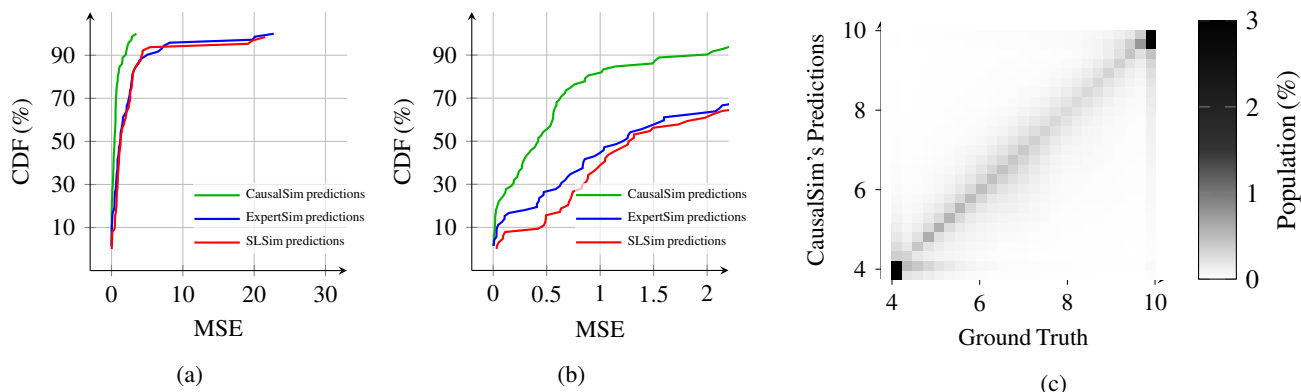 CDF (%)
90
70
50
30
10
0
10
20
30
MSE
CausalSim predictions
ExpertSim predictions
SLSim predictions
(a)
CDF (%)
90
70
50
30
10
0
0.5
1
1.5
2
MSE
CausalSim predictions
ExpertSim predictions
SLSim predictions
(b)
CausalSim's Predictions
10
8
6
4
4
6
8
10
Ground Truth
3
2
1
0
Population (%)
(c)